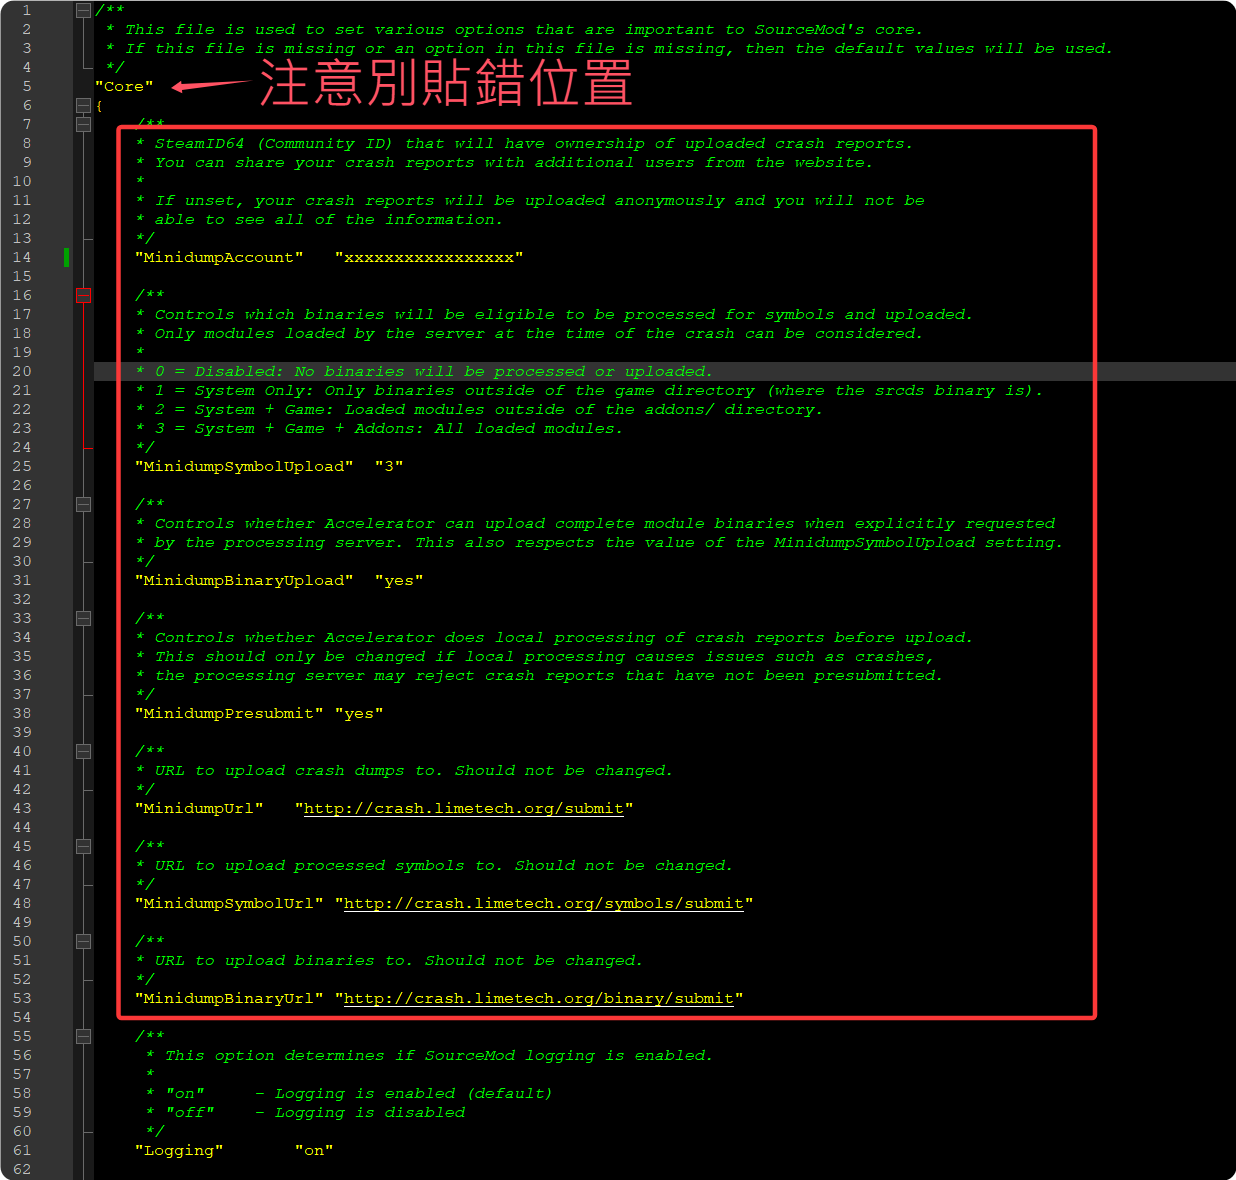 1 /**
2 * This file is used to set various options that are important to SourceMod's core.
3 * If this file is missing or an option in this file is missing, then the default values will be used.
4 */
5 "Core" 注意別貼錯位置
6 {
7 /**
8 * SteamID64 (Community ID) that will have ownership of uploaded crash reports.
9 * You can share your crash reports with additional users from the website.
10 *
11 * If unset, your crash reports will be uploaded anonymously and you will not be
12 * able to see all of the information.
13 */
14 "MinidumpAccount" "xxxxxxxxxxxxxxxxx"
15
16 /**
17 * Controls which binaries will be eligible to be processed for symbols and uploaded.
18 * Only modules loaded by the server at the time of the crash can be considered.
19 *
20 * 0 = Disabled: No binaries will be processed or uploaded.
21 * 1 = System Only: Only binaries outside of the game directory (where the srcds binary is).
22 * 2 = System + Game: Loaded modules outside of the addons/ directory.
23 * 3 = System + Game + Addons: All loaded modules.
24 */
25 "MinidumpSymbolUpload" "3"
26
27 /**
28 * Controls whether Accelerator can upload complete module binaries when explicitly requested
29 * by the processing server. This also respects the value of the MinidumpSymbolUpload setting.
30 */
31 "MinidumpBinaryUpload" "yes"
32
33 /**
34 * Controls whether Accelerator does local processing of crash reports before upload.
35 * This should only be changed if local processing causes issues such as crashes,
36 * the processing server may reject crash reports that have not been presubmitted.
37 */
38 "MinidumpPresubmit" "yes"
39
40 /**
41 * URL to upload crash dumps to. Should not be changed.
42 */
43 "MinidumpUrl" "http://crash.limetech.org/submit"
44
45 /**
46 * URL to upload processed symbols to. Should not be changed.
47 */
48 "MinidumpSymbolUrl" "http://crash.limetech.org/symbols/submit"
49
50 /**
51 * URL to upload binaries to. Should not be changed.
52 */
53 "MinidumpBinaryUrl" "http://crash.limetech.org/binary/submit"
54
55 /**
56 * This option determines if SourceMod logging is enabled.
57 *
58 * "on" - Logging is enabled (default)
59 * "off" - Logging is disabled
60 */
61 "Logging" "on"
62